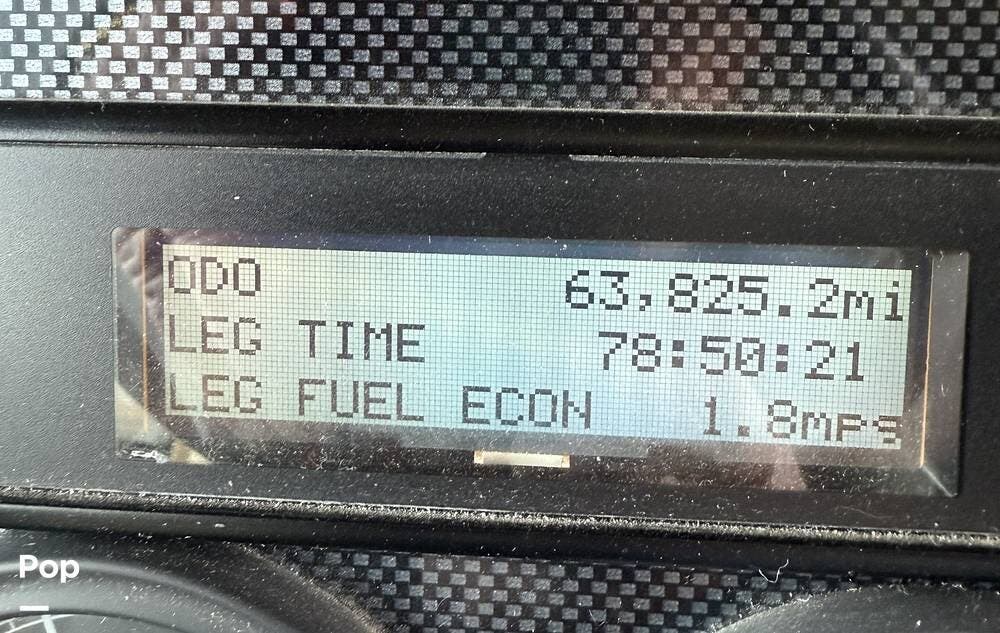 ODO 63,825.2mi
LEG TIME 78:50:21
LEG FUEL ECON 1.8mpg
Pop